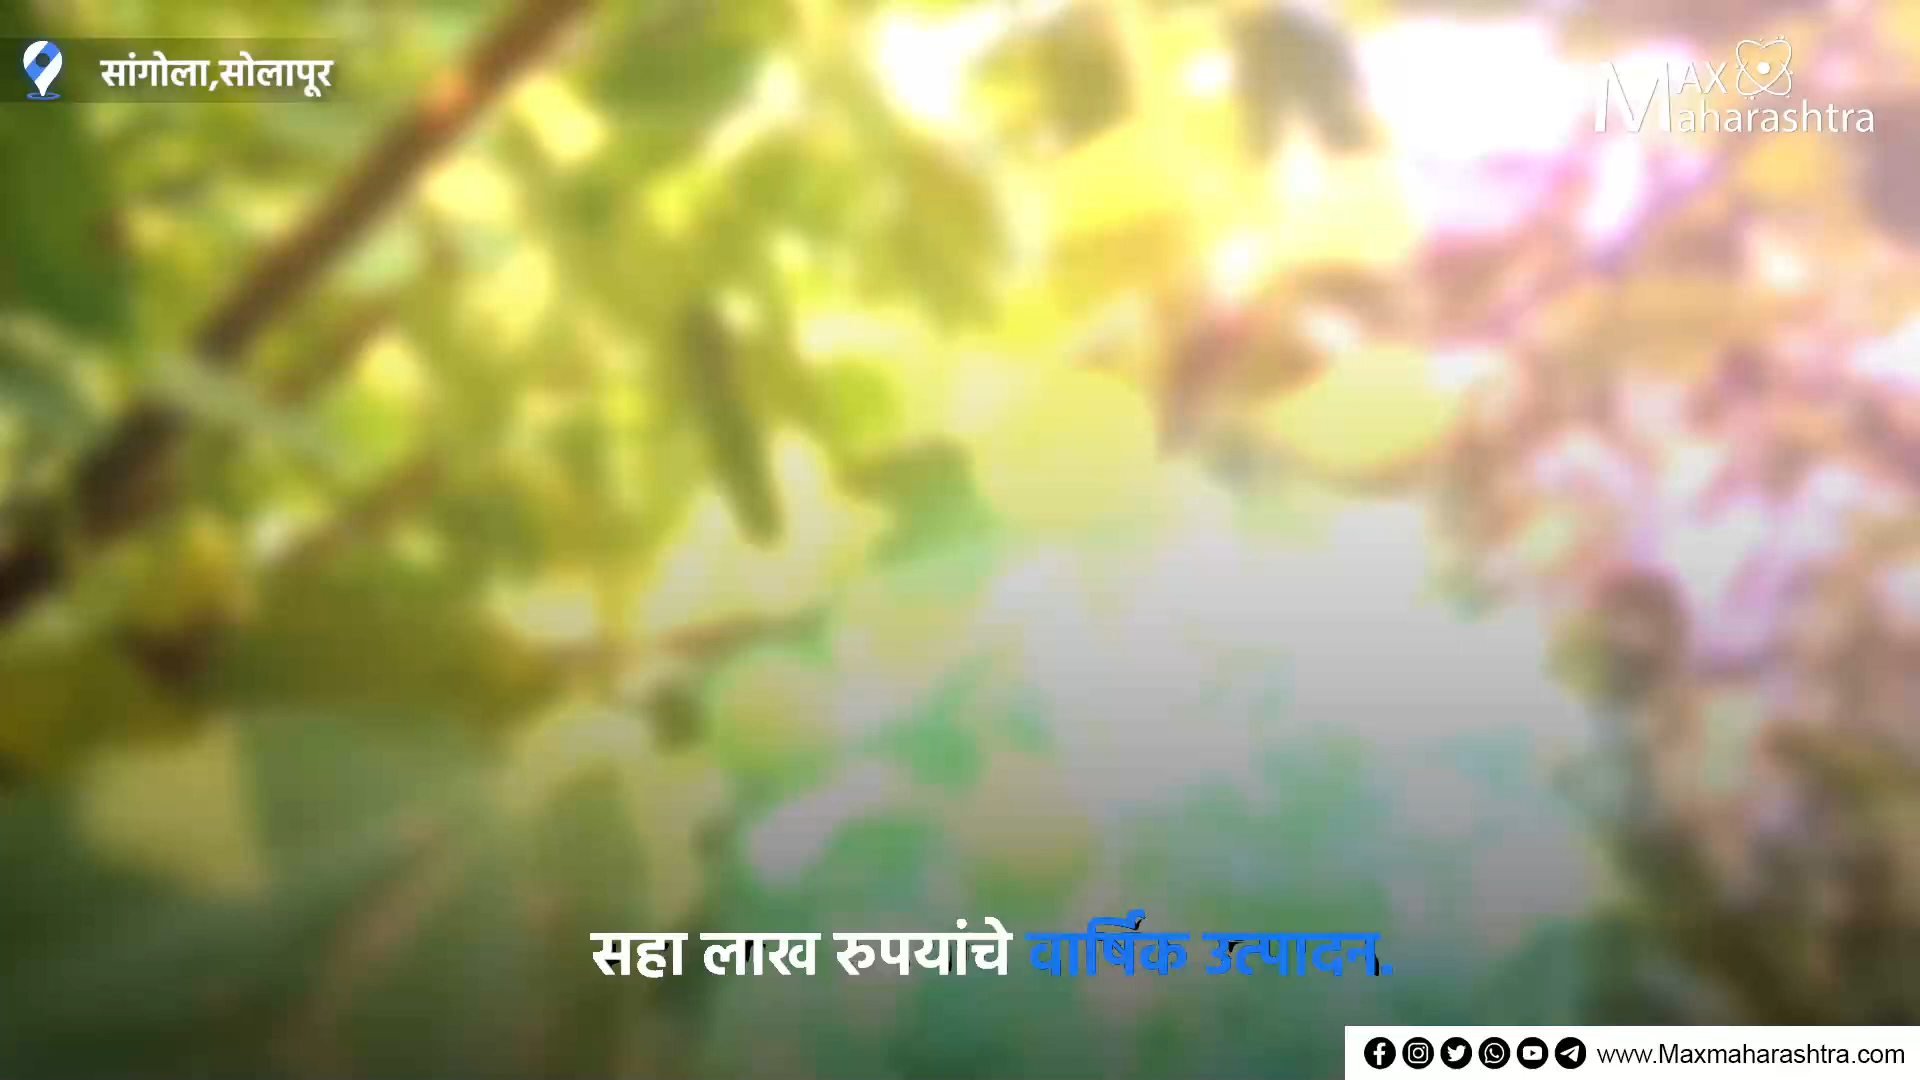 सांगोला,सोलापूर
MAX
Maharashtra
सहा लाख रुपयांचे वार्षिक उत्पादन.
www.Maxmaharashtra.com